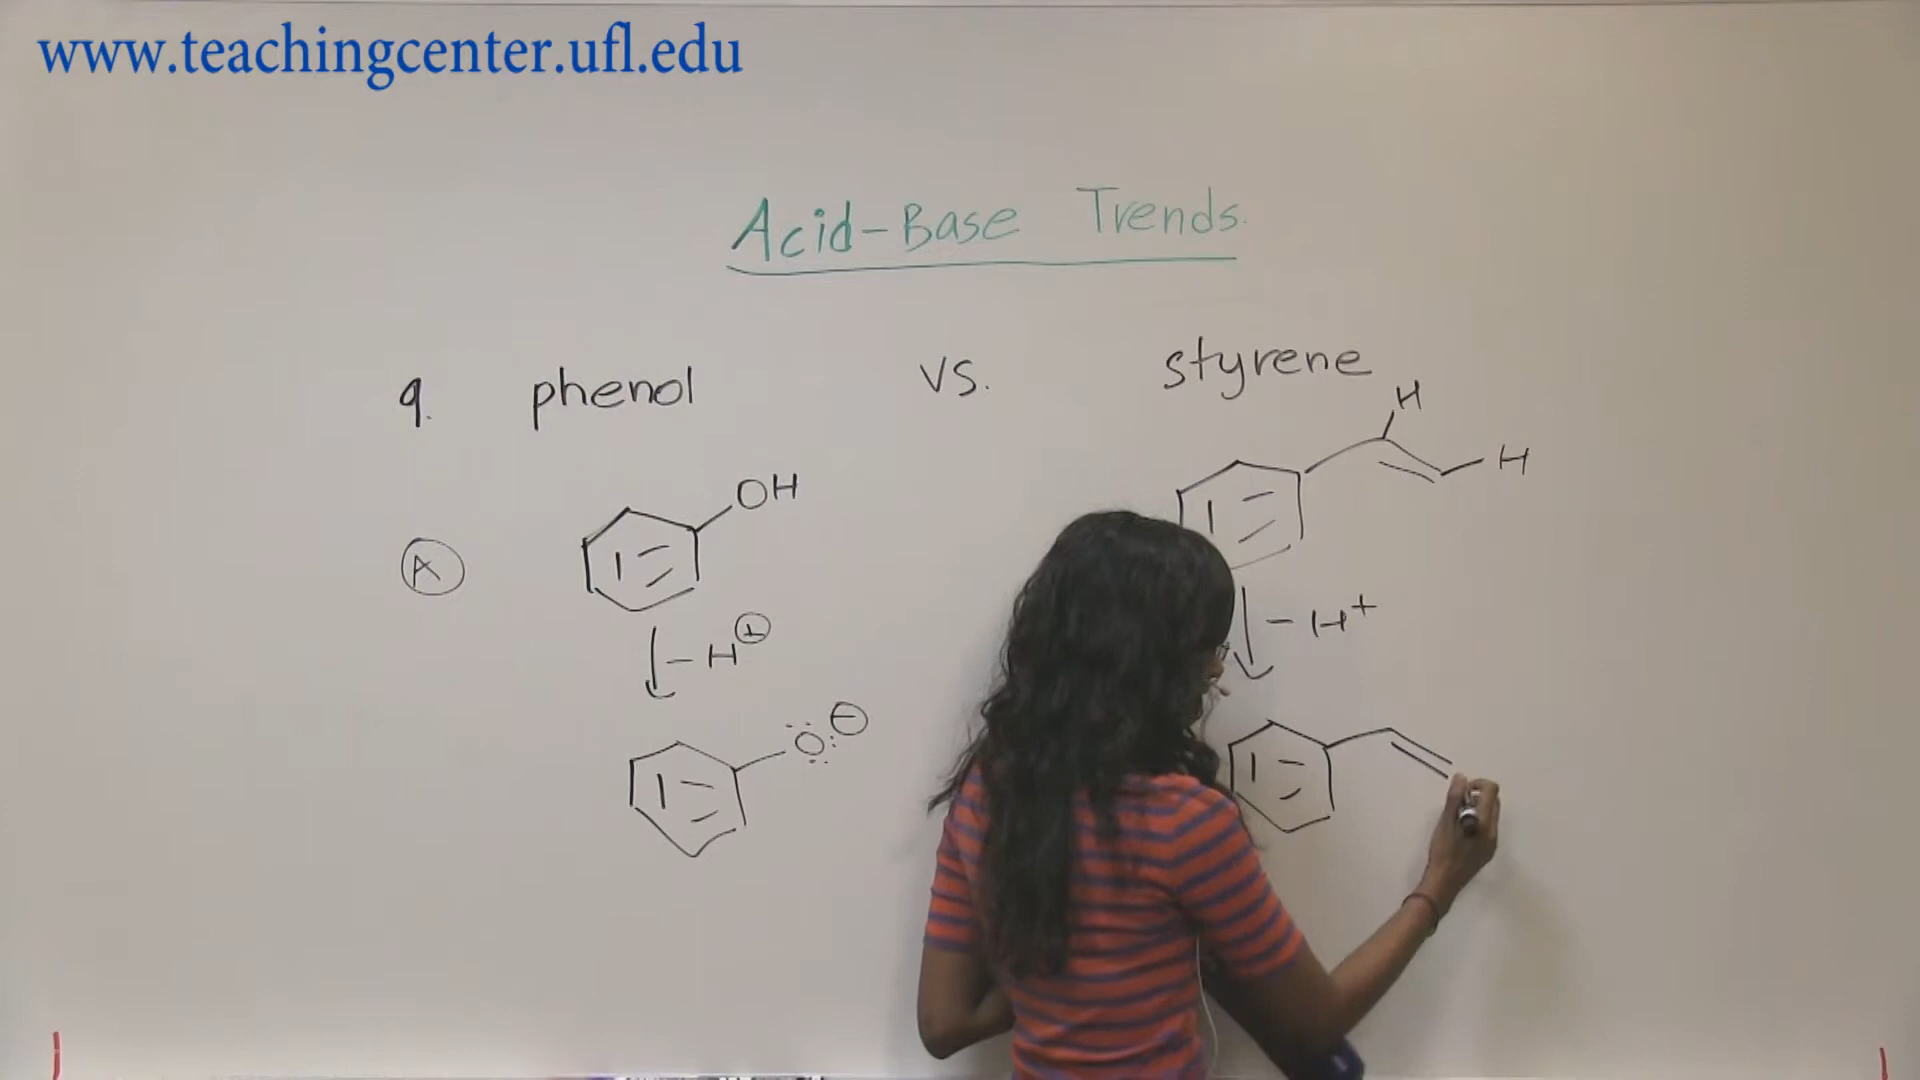 www.teachingcenter.ufl.edu
Acid-Base Trends.
9. phenol vs. styrene
H
H
OH
A
- H+
- H+
:O: -